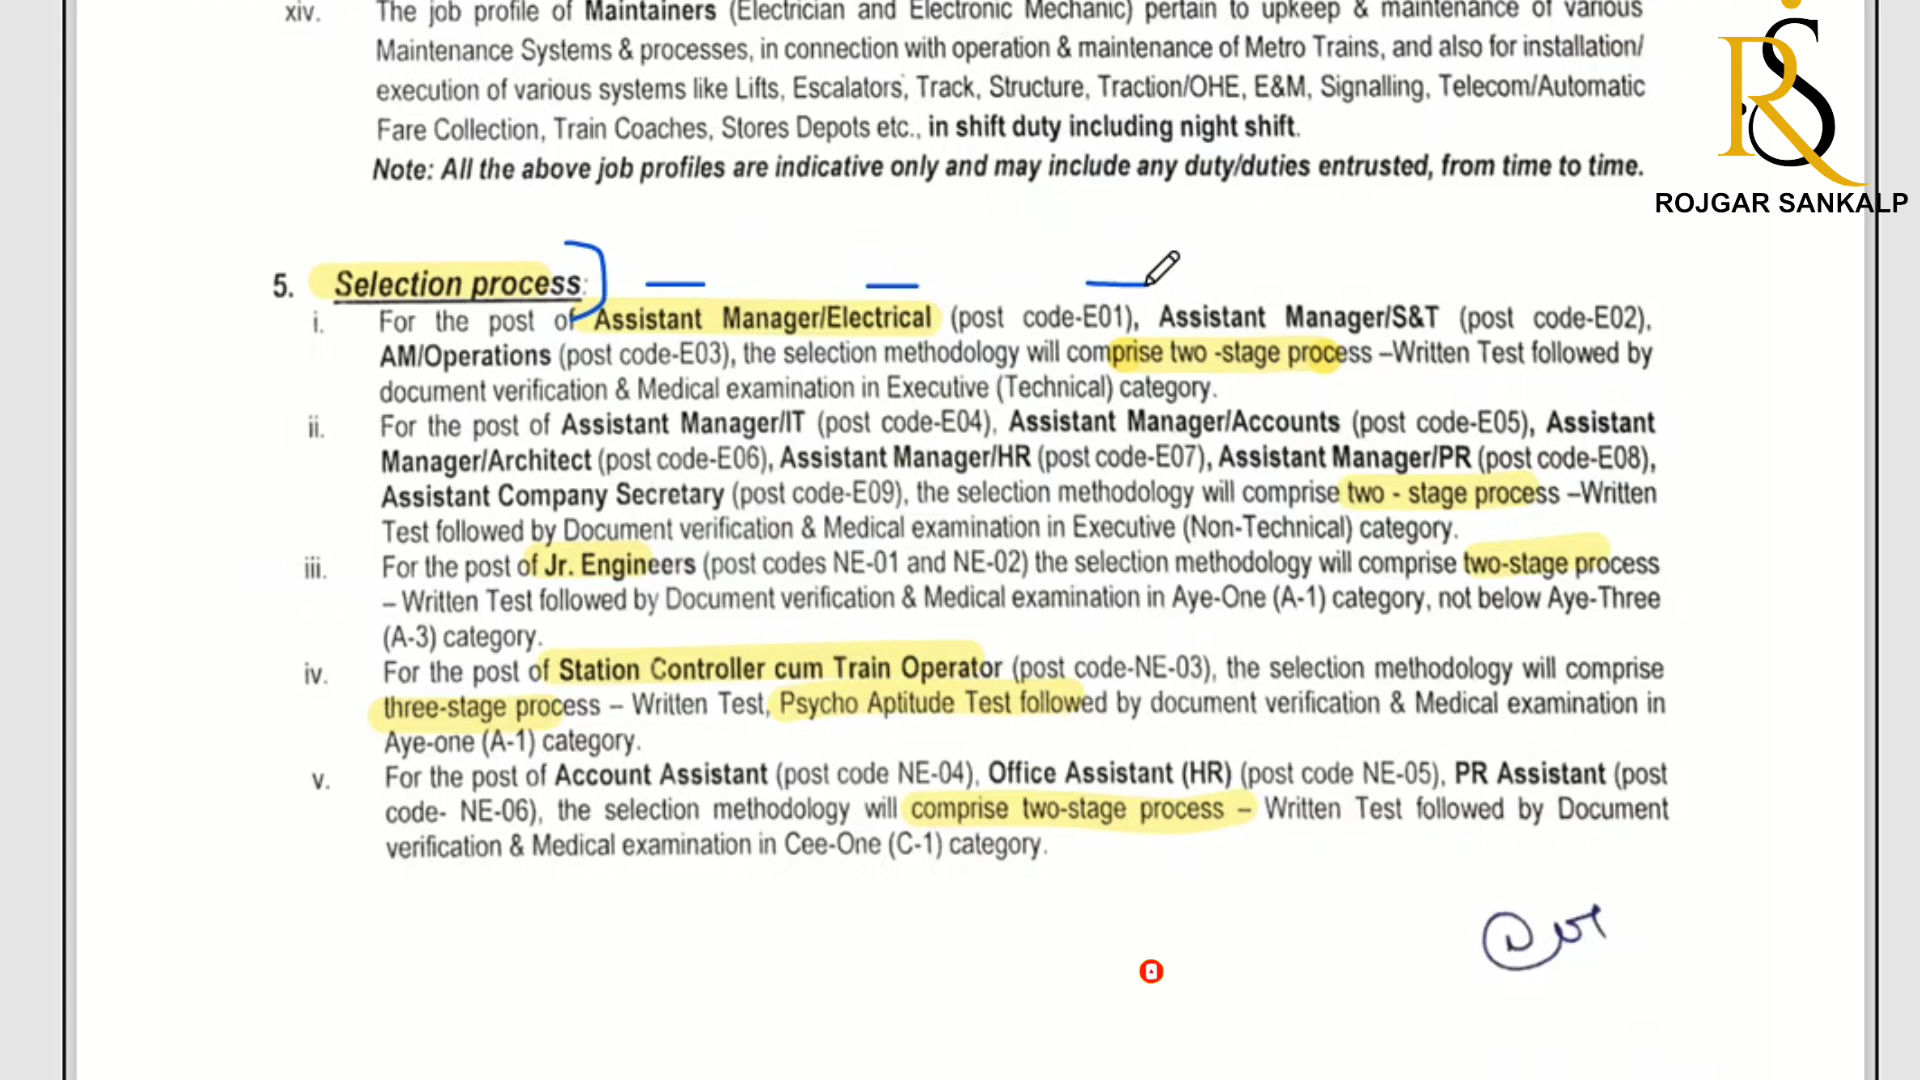 xiv. The job profile of Maintainers (Electrician and Electronic Mechanic) pertain to upkeep & maintenance of various
Maintenance Systems & processes, in connection with operation & maintenance of Metro Trains, and also for installation/
execution of various systems like Lifts, Escalators, Track, Structure, Traction/OHE, E&M, Signalling, Telecom/Automatic
Fare Collection, Train Coaches, Stores Depots etc., in shift duty including night shift.
Note: All the above job profiles are indicative only and may include any duty/duties entrusted, from time to time.
RS
ROJGAR SANKALP
5. Selection process:
i. For the post of Assistant Manager/Electrical (post code-E01), Assistant Manager/S&T (post code-E02),
AM/Operations (post code-E03), the selection methodology will comprise two -stage process –Written Test followed by
document verification & Medical examination in Executive (Technical) category.
ii. For the post of Assistant Manager/IT (post code-E04), Assistant Manager/Accounts (post code-E05), Assistant
Manager/Architect (post code-E06), Assistant Manager/HR (post code-E07), Assistant Manager/PR (post code-E08),
Assistant Company Secretary (post code-E09), the selection methodology will comprise two - stage process –Written
Test followed by Document verification & Medical examination in Executive (Non-Technical) category.
iii. For the post of Jr. Engineers (post codes NE-01 and NE-02) the selection methodology will comprise two-stage process
– Written Test followed by Document verification & Medical examination in Aye-One (A-1) category, not below Aye-Three
(A-3) category.
iv. For the post of Station Controller cum Train Operator (post code-NE-03), the selection methodology will comprise
three-stage process – Written Test, Psycho Aptitude Test followed by document verification & Medical examination in
Aye-one (A-1) category.
v. For the post of Account Assistant (post code NE-04), Office Assistant (HR) (post code NE-05), PR Assistant (post
code- NE-06), the selection methodology will comprise two-stage process – Written Test followed by Document
verification & Medical examination in Cee-One (C-1) category.